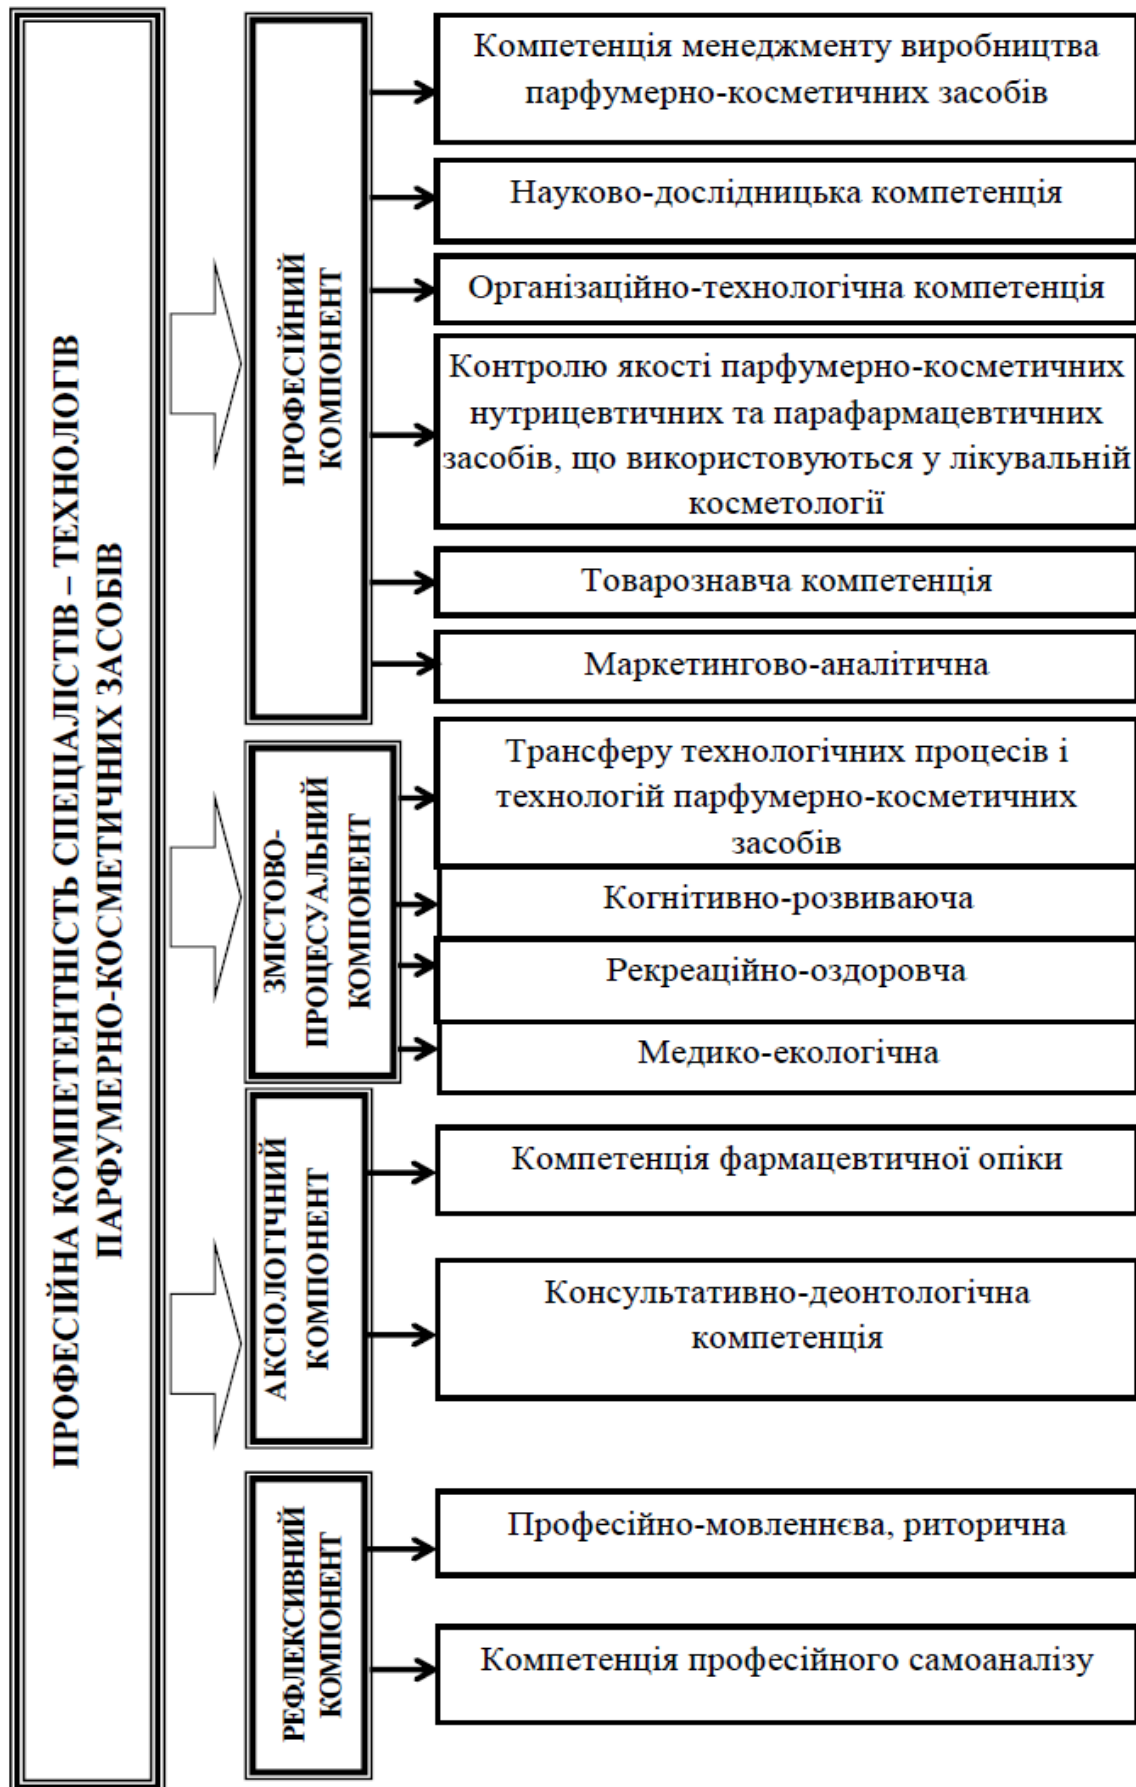 ПРОФЕСІЙНА КОМПЕТЕНТНІСТЬ СПЕЦІАЛІСТІВ – ТЕХНОЛОГІВ
ПАРФУМЕРНО-КОСМЕТИЧНИХ ЗАСОБІВ
ПРОФЕСІЙНИЙ
КОМПОНЕНТ
Компетенція менеджменту виробництва
парфумерно-косметичних засобів
Науково-дослідницька компетенція
Організаційно-технологічна компетенція
Контролю якості парфумерно-косметичних
нутрицевтичних та парафармацевтичних
засобів, що використовуються у лікувальній
косметології
Товарознавча компетенція
Маркетингово-аналітична
ЗМІСТОВО-
ПРОЦЕСУАЛЬНИЙ
КОМПОНЕНТ
Трансферу технологічних процесів і
технологій парфумерно-косметичних
засобів
Когнітивно-розвиваюча
Рекреаційно-оздоровча
Медико-екологічна
АКСІОЛОГІЧНИЙ
КОМПОНЕНТ
Компетенція фармацевтичної опіки
Консультативно-деонтологічна
компетенція
РЕФЛЕКСИВНИЙ
КОМПОНЕНТ
Професійно-мовленнєва, риторична
Компетенція професійного самоаналізу